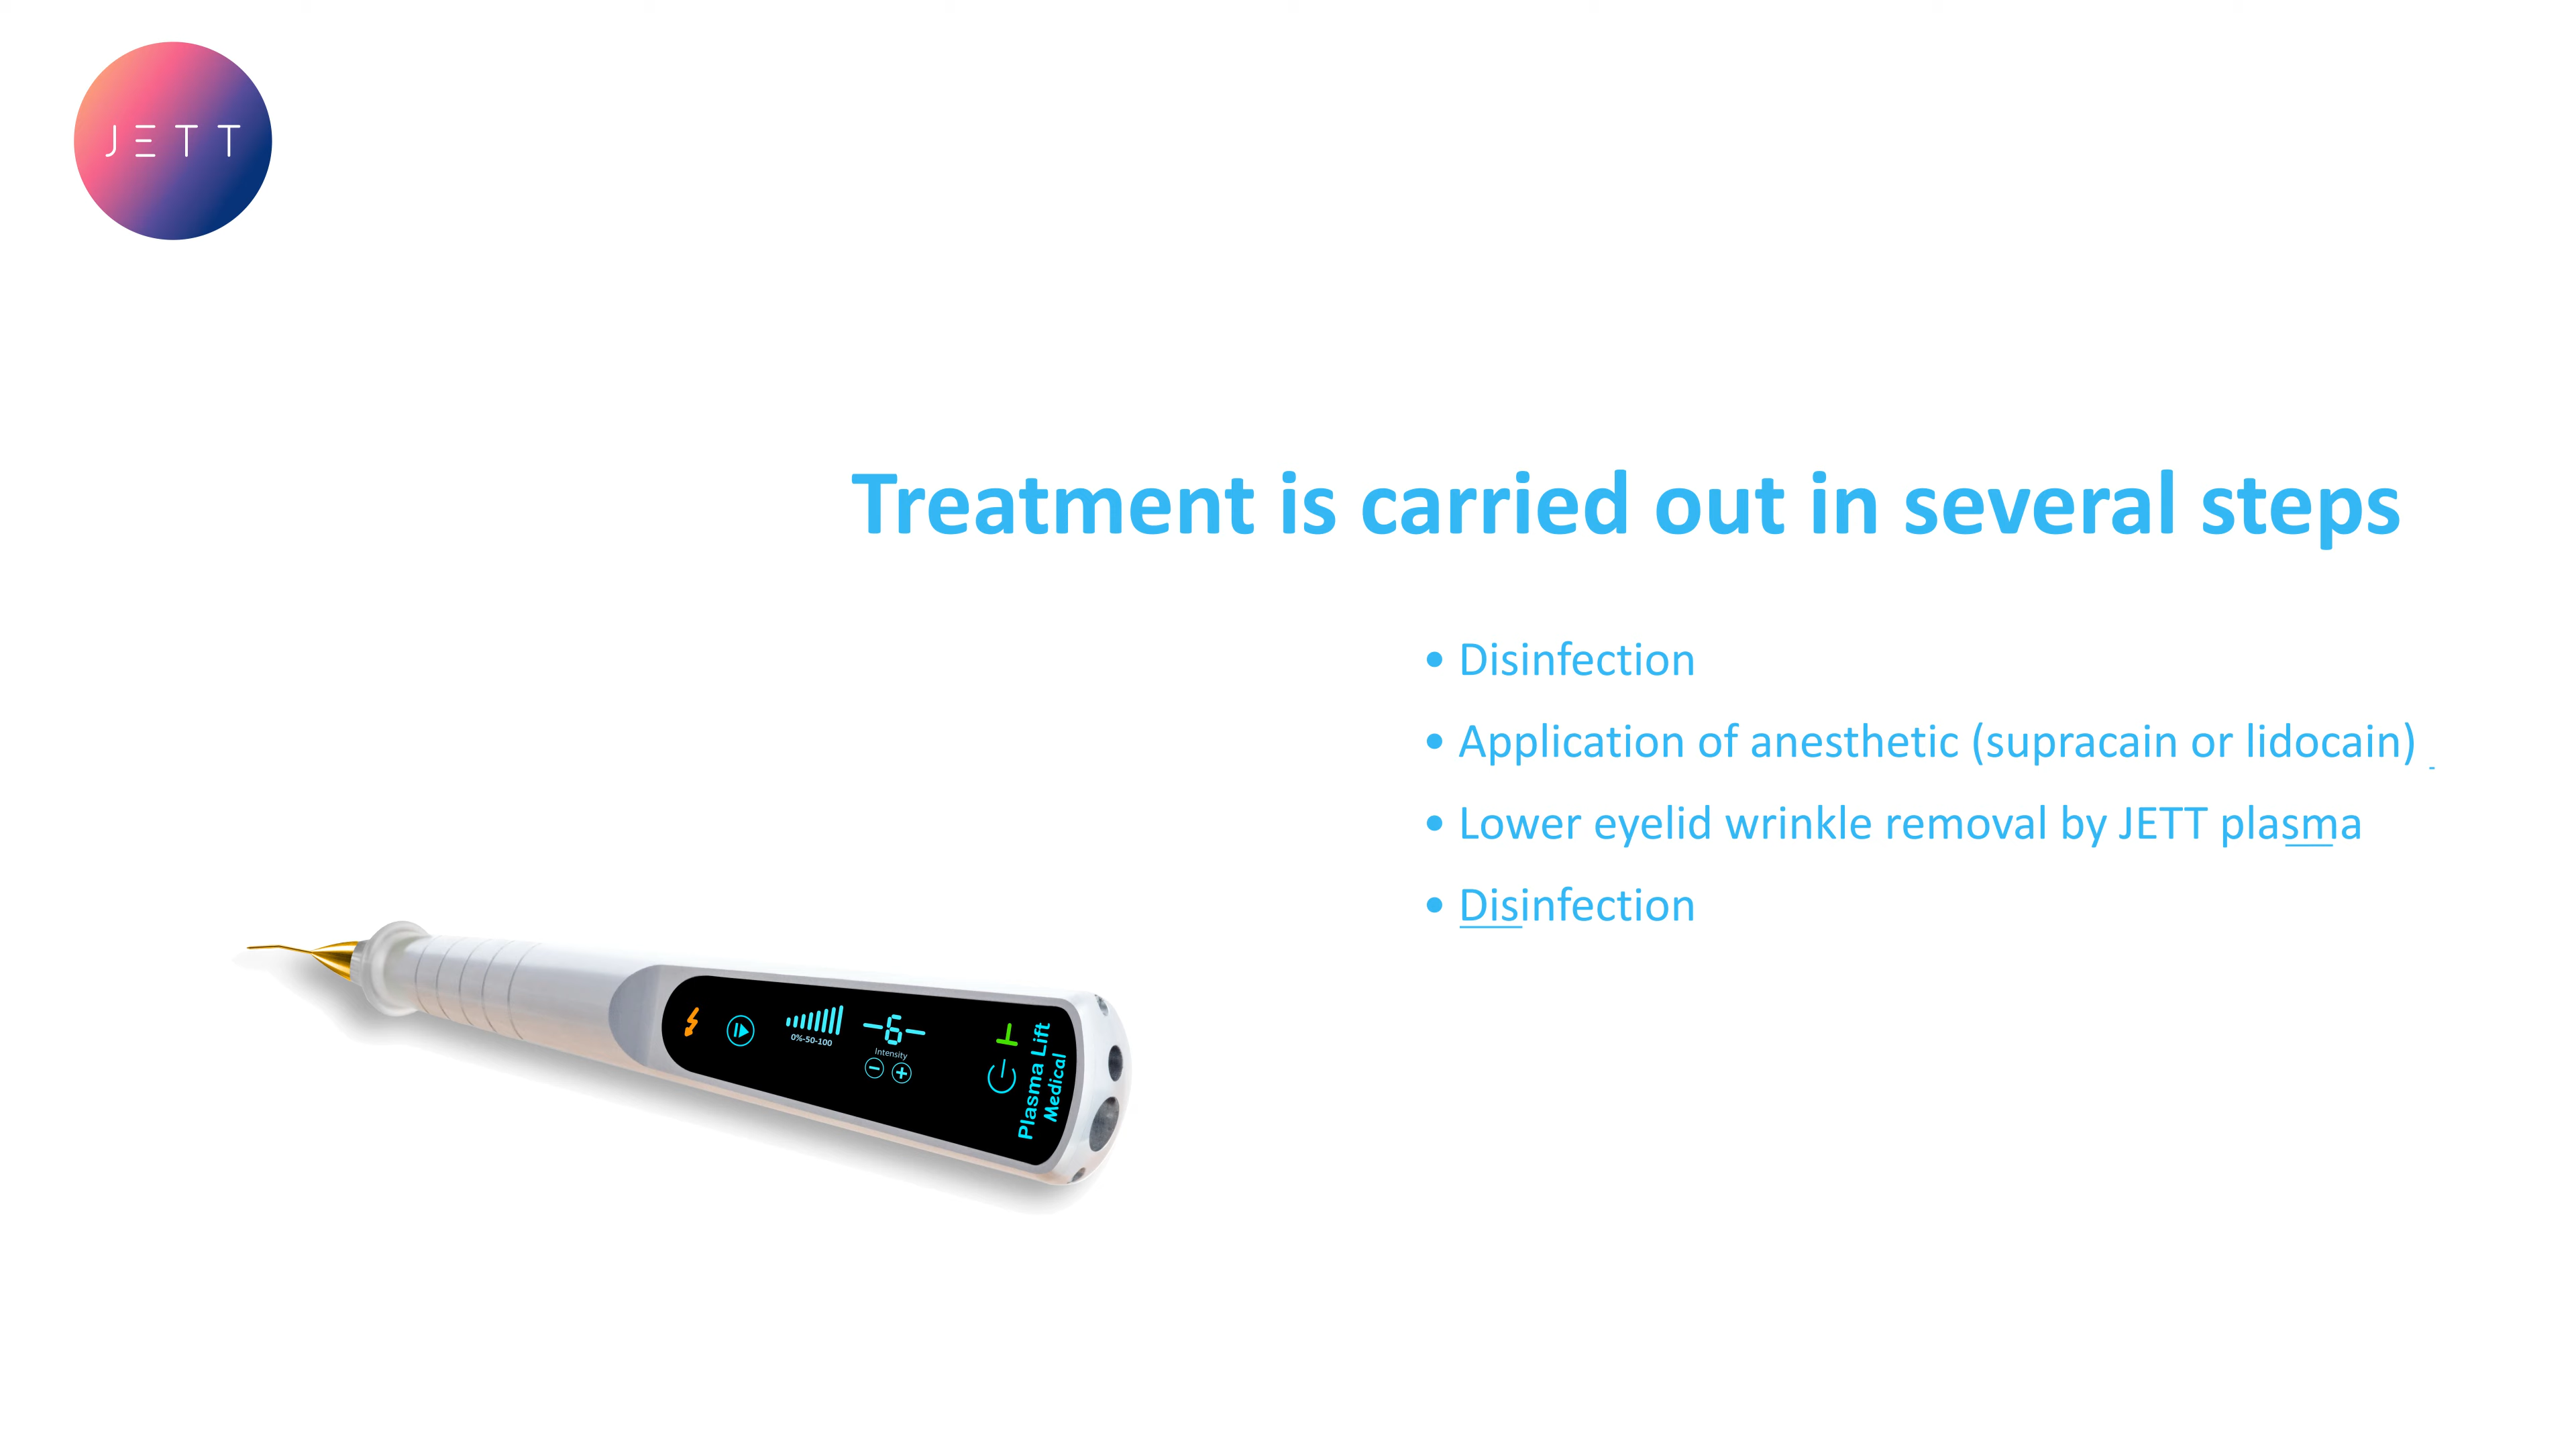 JETT
Treatment is carried out in several steps
• Disinfection
• Application of anesthetic (supracain or lidocain)
• Lower eyelid wrinkle removal by JETT plasma
• Disinfection
0%-50-100
-6-
Intensity
Plasma Lift
Medical